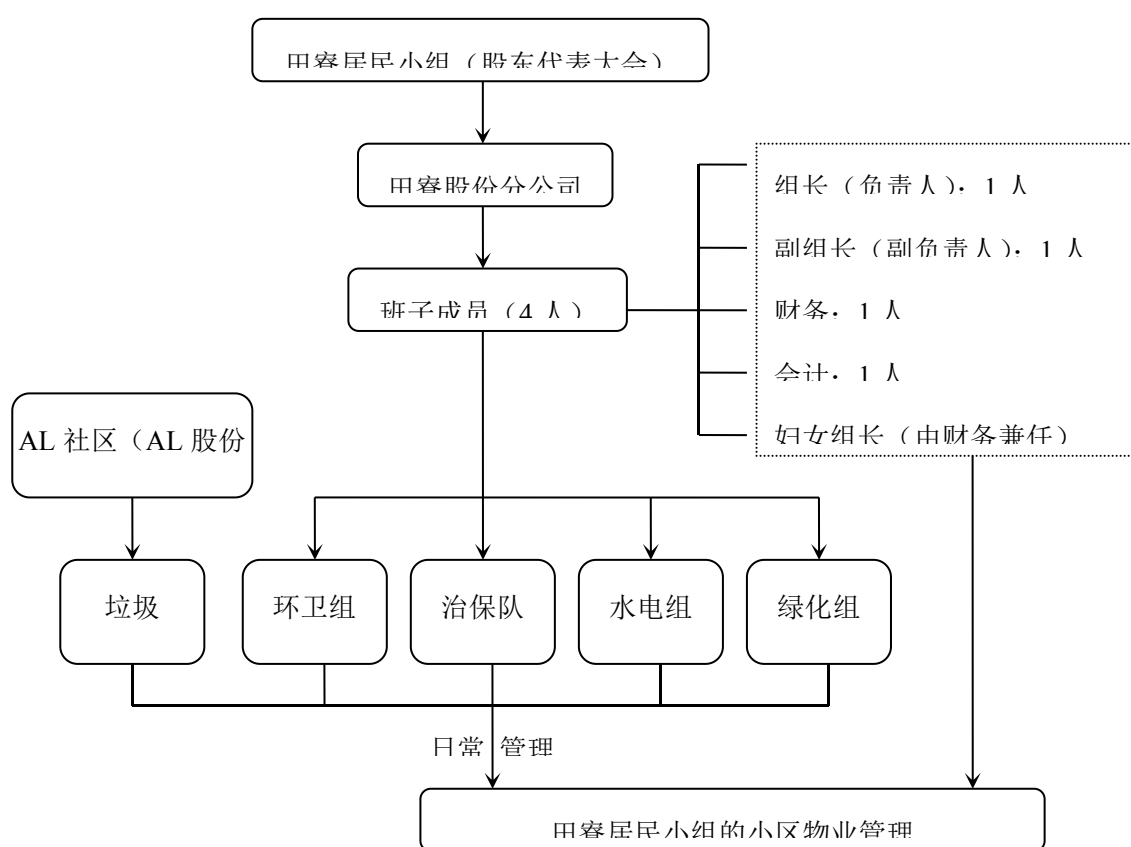 田寮居民小组（股东代表大会）
田寮股份分公司
班子成员（4 人）
组长（负责人）：1 人
副组长（副负责人）：1 人
财务：1 人
会计：1 人
妇女组长（由财务兼任）
AL 社区（AL 股份
垃圾
环卫组
治保队
水电组
绿化组
日常 管理
田寮居民小组的小区物业管理